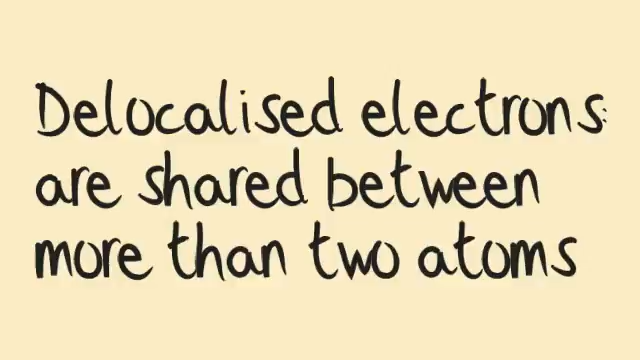 Delocalised electrons
are shared between
more than two atoms